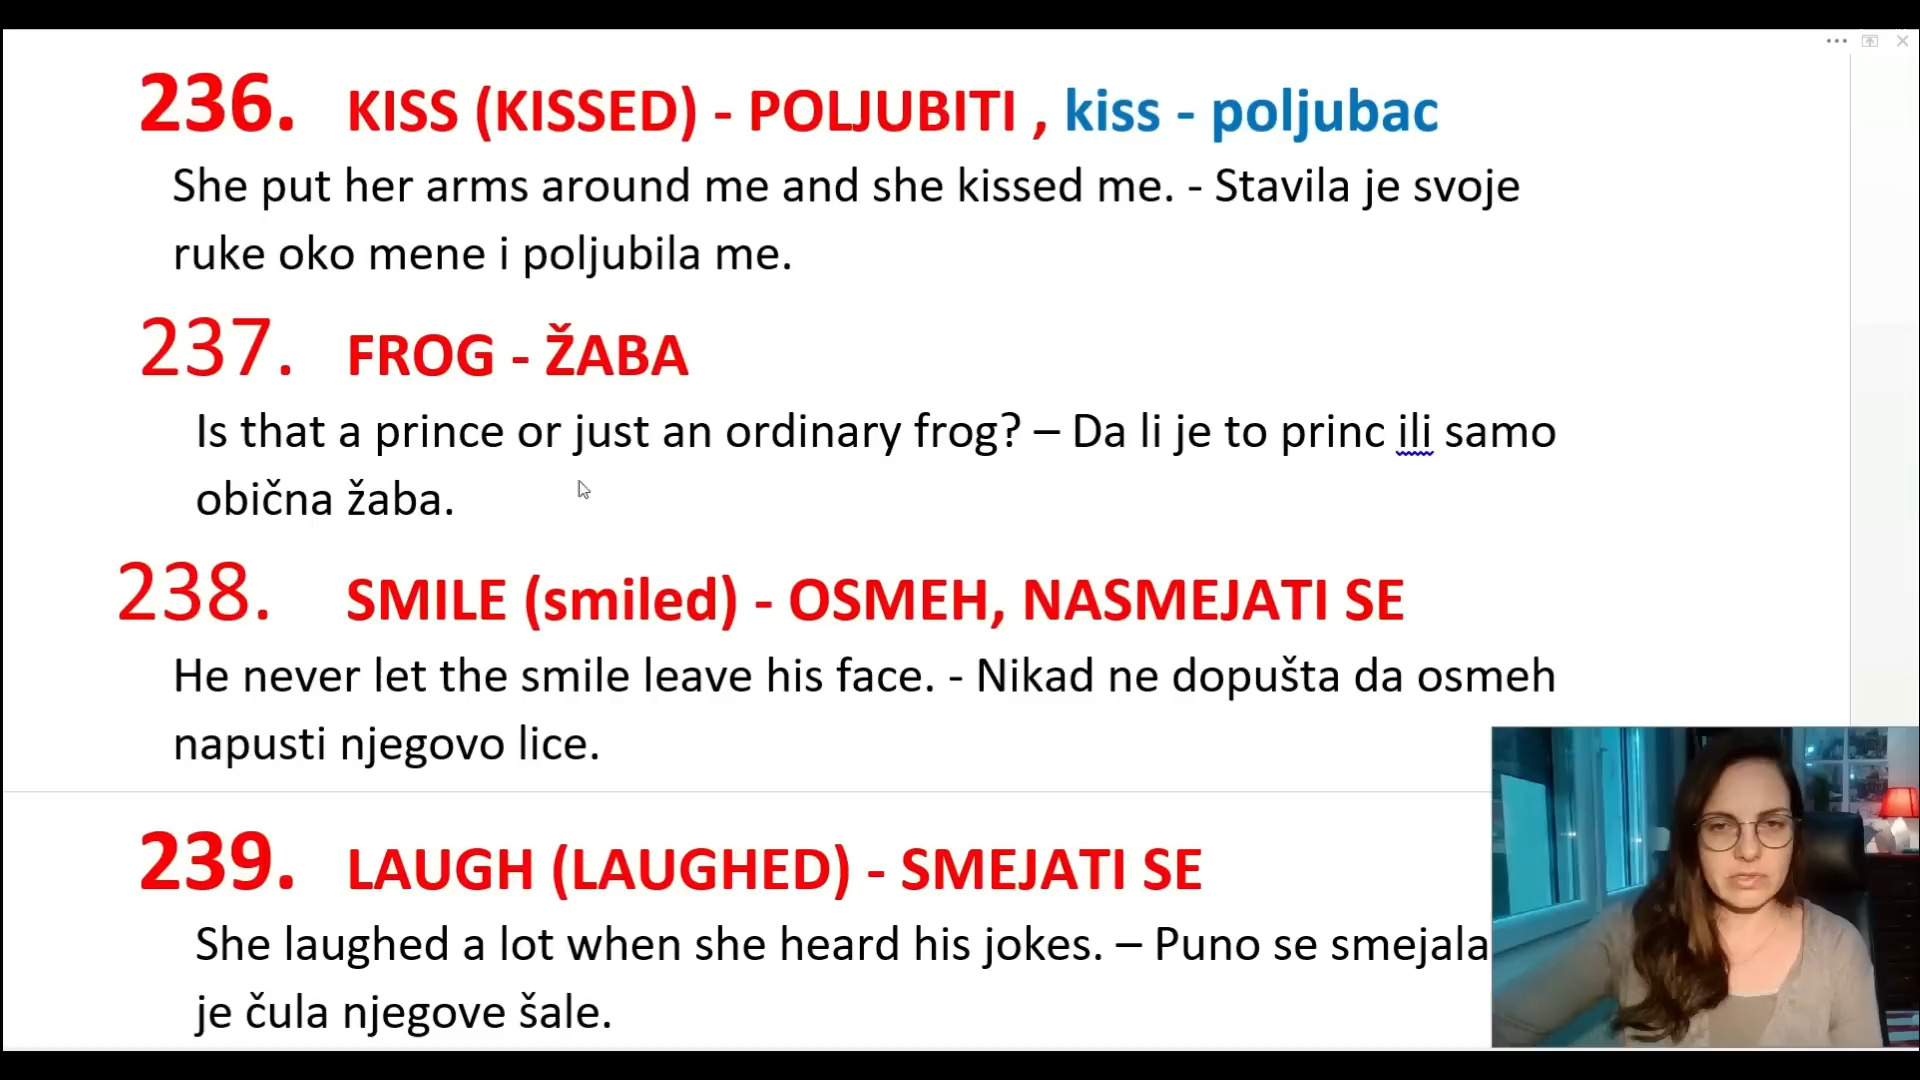 236. KISS (KISSED) - POLJUBITI , kiss - poljubac
She put her arms around me and she kissed me. - Stavila je svoje
ruke oko mene i poljubila me.
237. FROG - ŽABA
Is that a prince or just an ordinary frog? – Da li je to princ ili samo
obična žaba.
238. SMILE (smiled) - OSMEH, NASMEJATI SE
He never let the smile leave his face. - Nikad ne dopušta da osmeh
napusti njegovo lice.
239. LAUGH (LAUGHED) - SMEJATI SE
She laughed a lot when she heard his jokes. – Puno se smejala
je čula njegove šale.